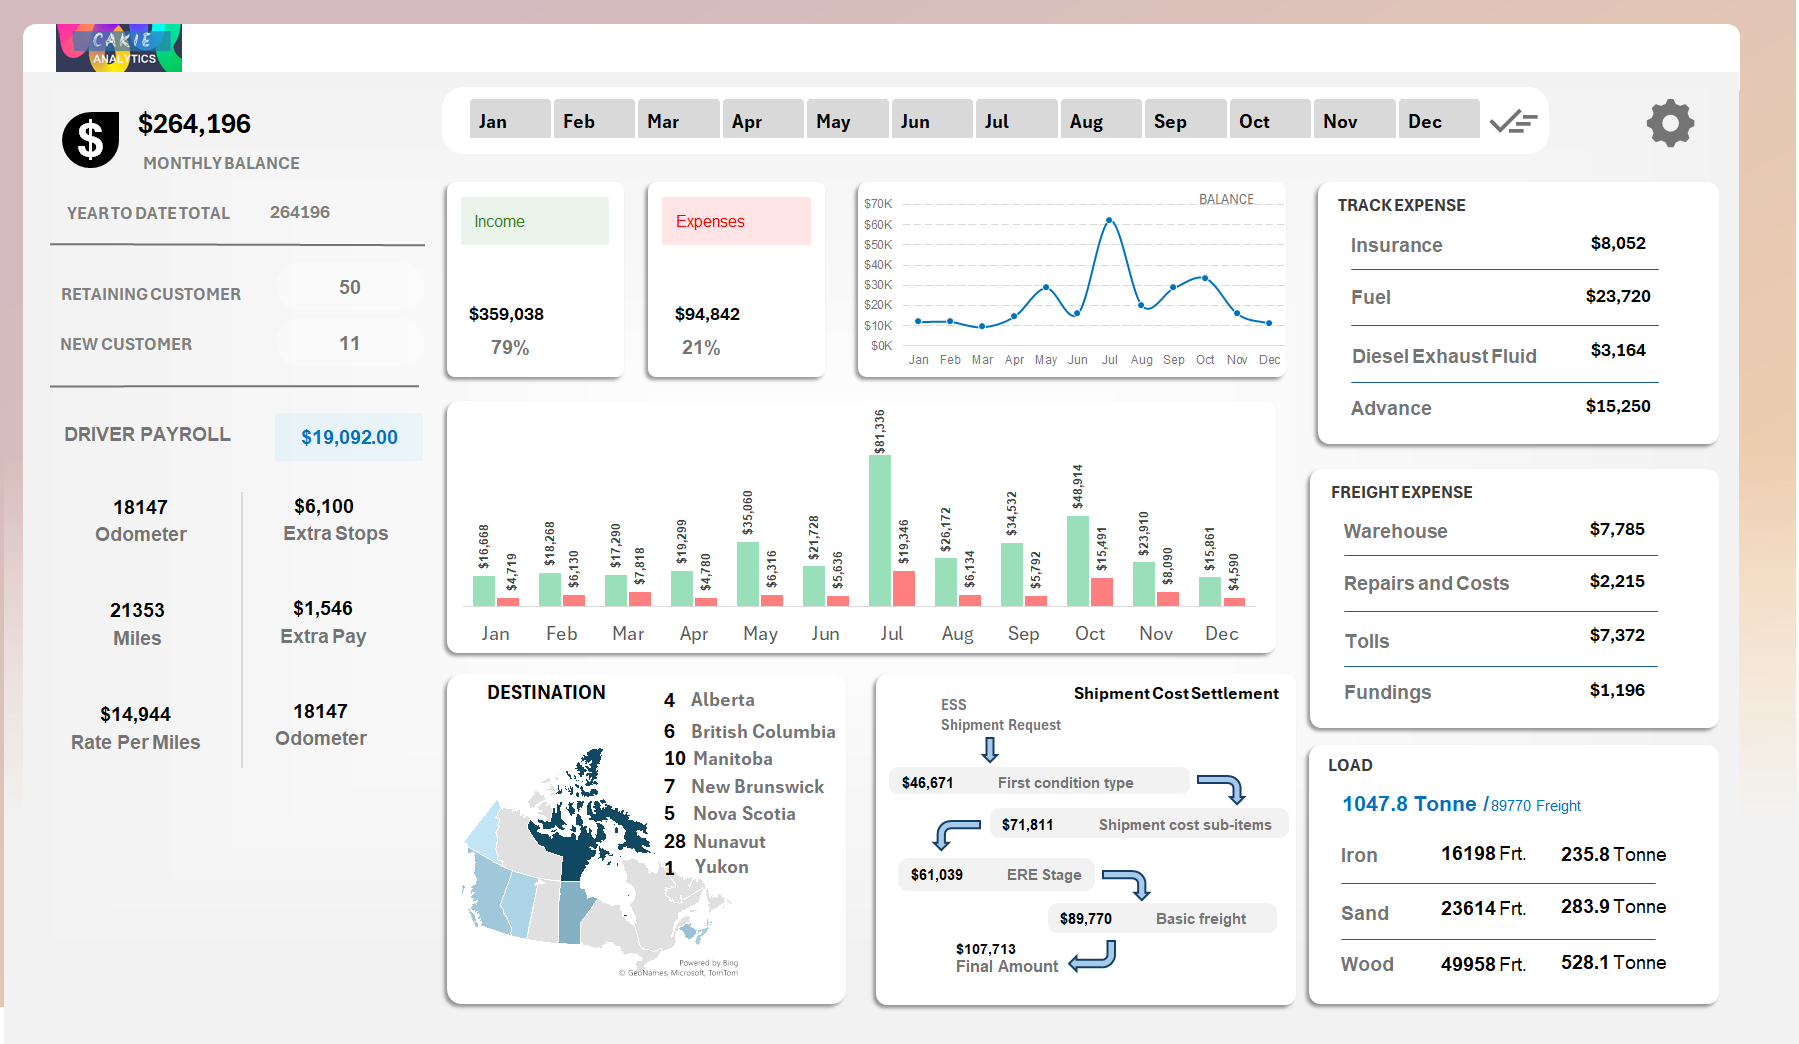 CAKIE
ANALYTICS
$264,196
MONTHLY BALANCE
YEAR TO DATE TOTAL 264196
RETAINING CUSTOMER 50
NEW CUSTOMER 11
DRIVER PAYROLL $19,092.00
18147
Odometer
$6,100
Extra Stops
21353
Miles
$1,546
Extra Pay
$14,944
Rate Per Miles
18147
Odometer
Jan Feb Mar Apr May Jun Jul Aug Sep Oct Nov Dec
Income
$359,038
79%
Expenses
$94,842
21%
BALANCE
$70K
$60K
$50K
$40K
$30K
$20K
$10K
$0K
Jan Feb Mar Apr May Jun Jul Aug Sep Oct Nov Dec
$16,668 $4,719 $18,268 $6,130 $17,290 $7,818 $19,299 $4,780 $35,060 $6,316 $21,728 $5,636 $81,336 $19,346 $26,172 $6,134 $34,532 $5,792 $48,914 $15,491 $23,910 $8,090 $15,861 $4,590
Jan Feb Mar Apr May Jun Jul Aug Sep Oct Nov Dec
DESTINATION
4 Alberta
6 British Columbia
10 Manitoba
7 New Brunswick
5 Nova Scotia
28 Nunavut
1 Yukon
Powered by Bing
© GeoNames, Microsoft, TomTom
Shipment Cost Settlement
ESS
Shipment Request
$46,671 First condition type
$71,811 Shipment cost sub-items
$61,039 ERE Stage
$89,770 Basic freight
$107,713
Final Amount
TRACK EXPENSE
Insurance $8,052
Fuel $23,720
Diesel Exhaust Fluid $3,164
Advance $15,250
FREIGHT EXPENSE
Warehouse $7,785
Repairs and Costs $2,215
Tolls $7,372
Fundings $1,196
LOAD
1047.8 Tonne / 89770 Freight
Iron 16198 Frt. 235.8 Tonne
Sand 23614 Frt. 283.9 Tonne
Wood 49958 Frt. 528.1 Tonne